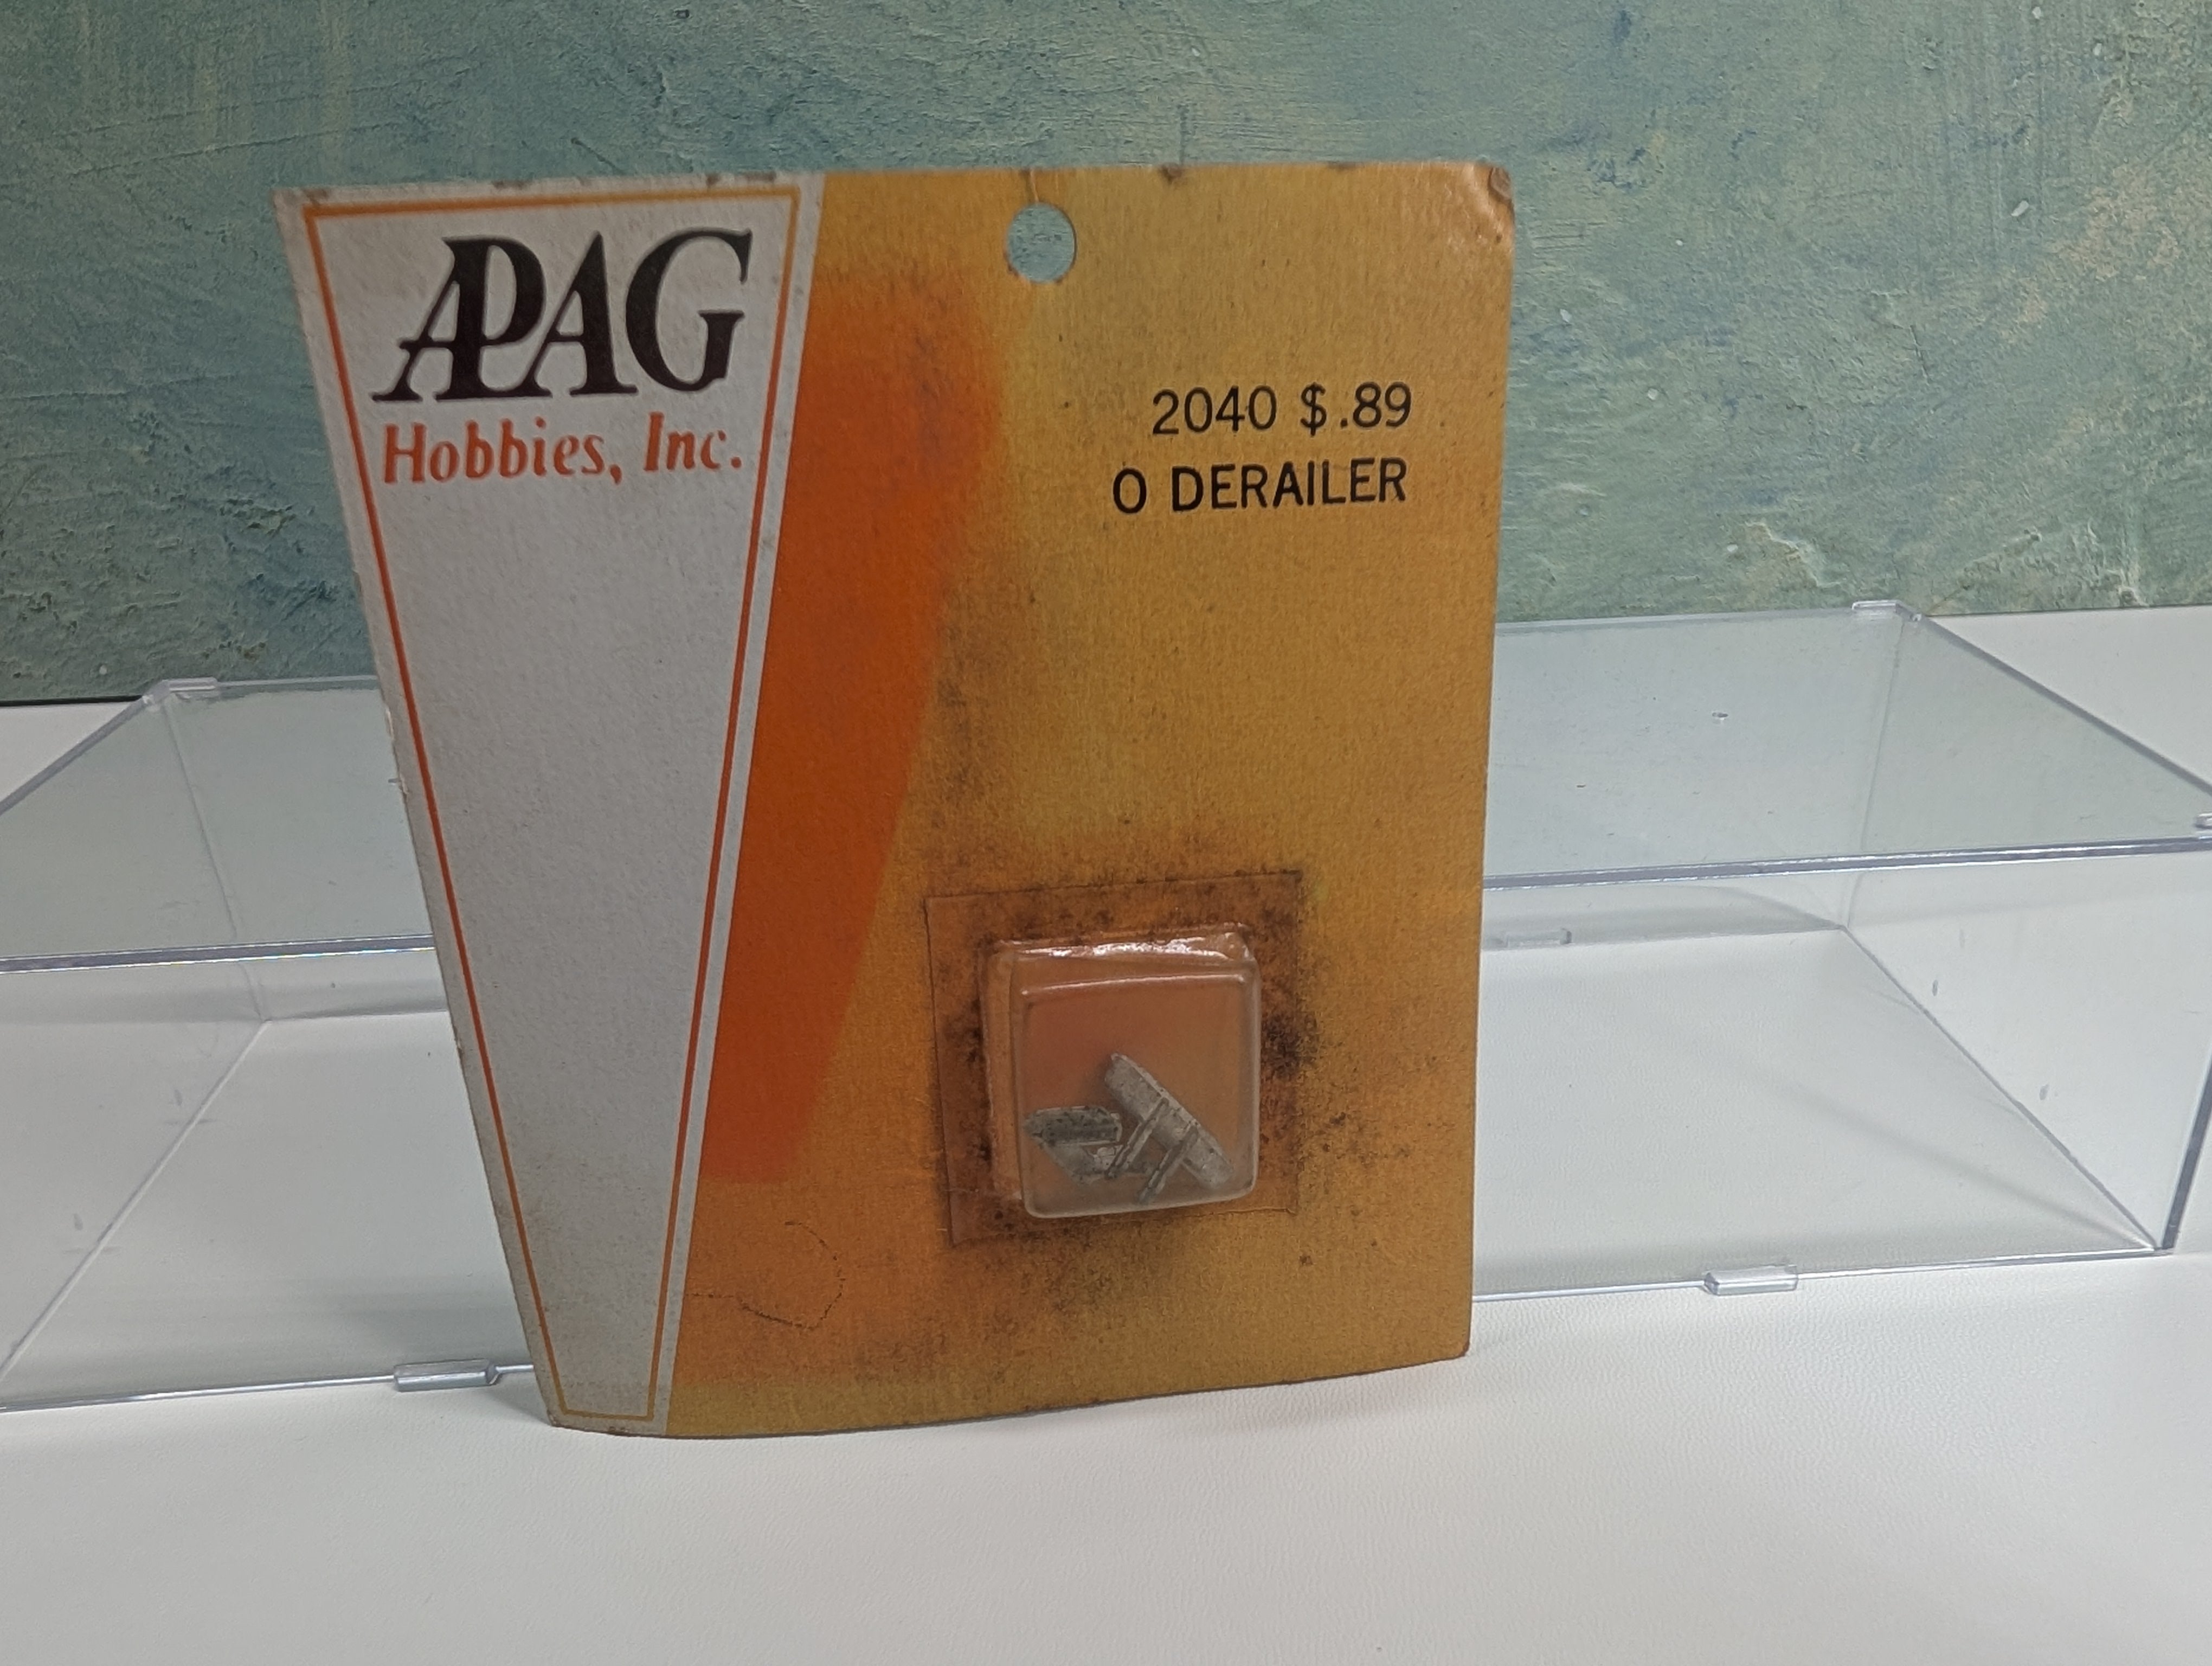 APAG
Hobbies, Inc.
2040 $.89
O DERAILER